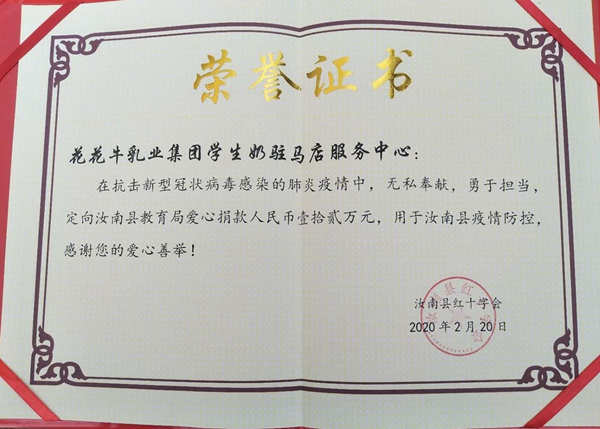 荣誉证书
花花牛乳业集团学生奶驻马店服务中心：
在抗击新型冠状病毒感染的肺炎疫情中，无私奉献，勇于担当，
定向汝南县教育局爱心捐款人民币壹拾贰万元，用于汝南县疫情防控，
感谢您的爱心善举！
汝南县红十字会
2020年2月20日